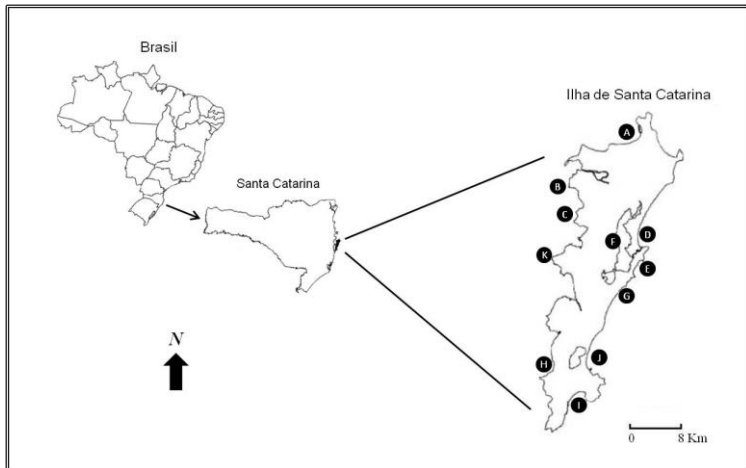 Brasil
Ilha de Santa Catarina
A
Santa Catarina
B
C
D
F
K
E
G
N
H
J
I
0 8 Km